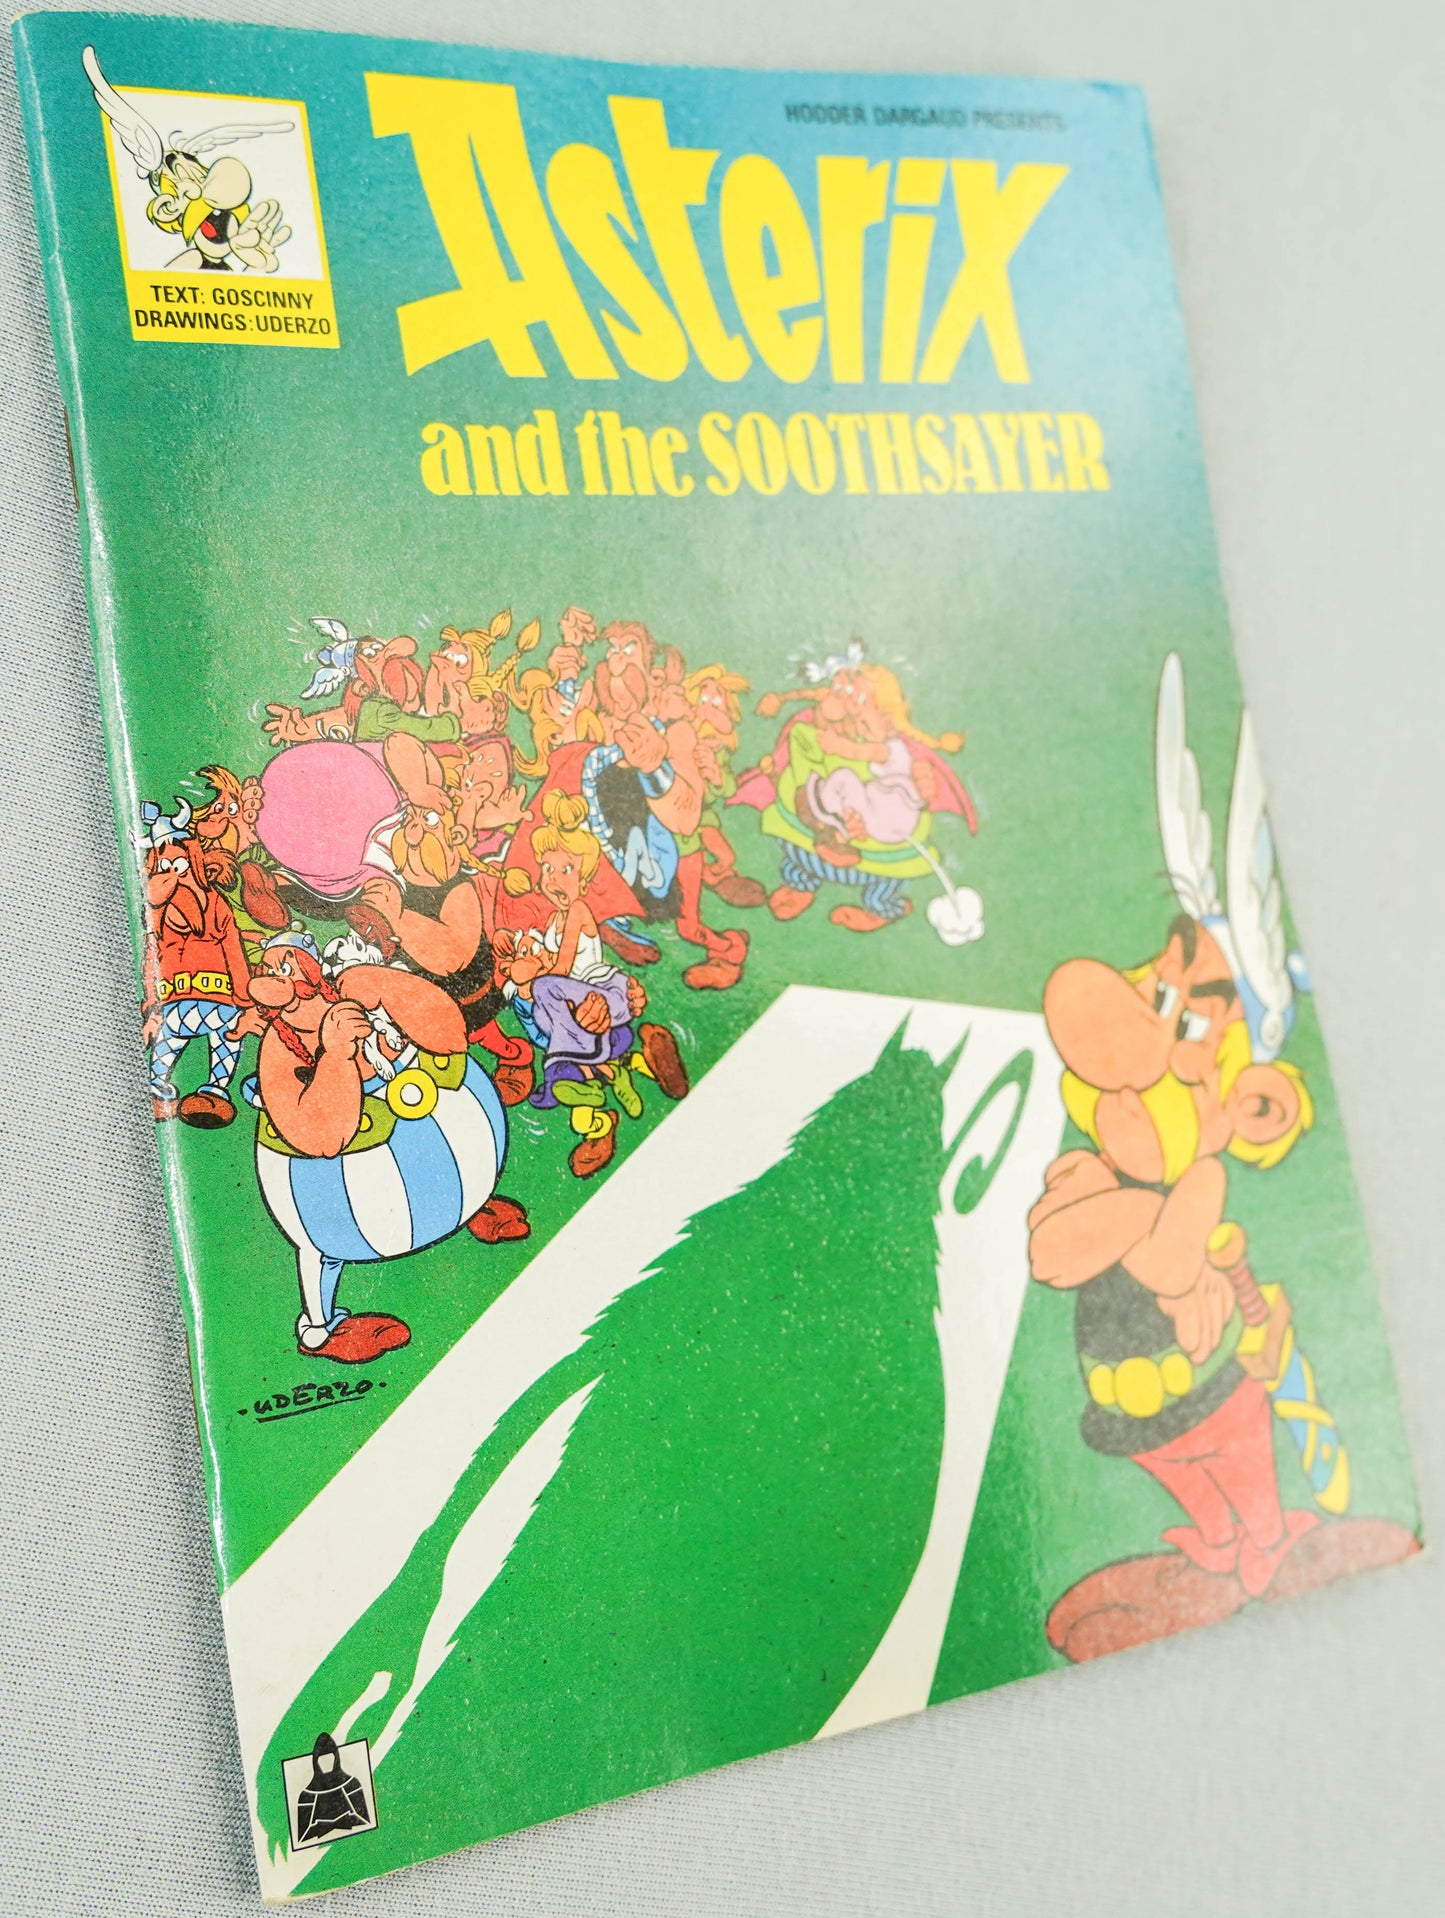 HODDER DARGAUD PRESENTS
Asterix
and the SOOTHSAYER
TEXT: GOSCINNY
DRAWINGS: UDERZO
UDERZO